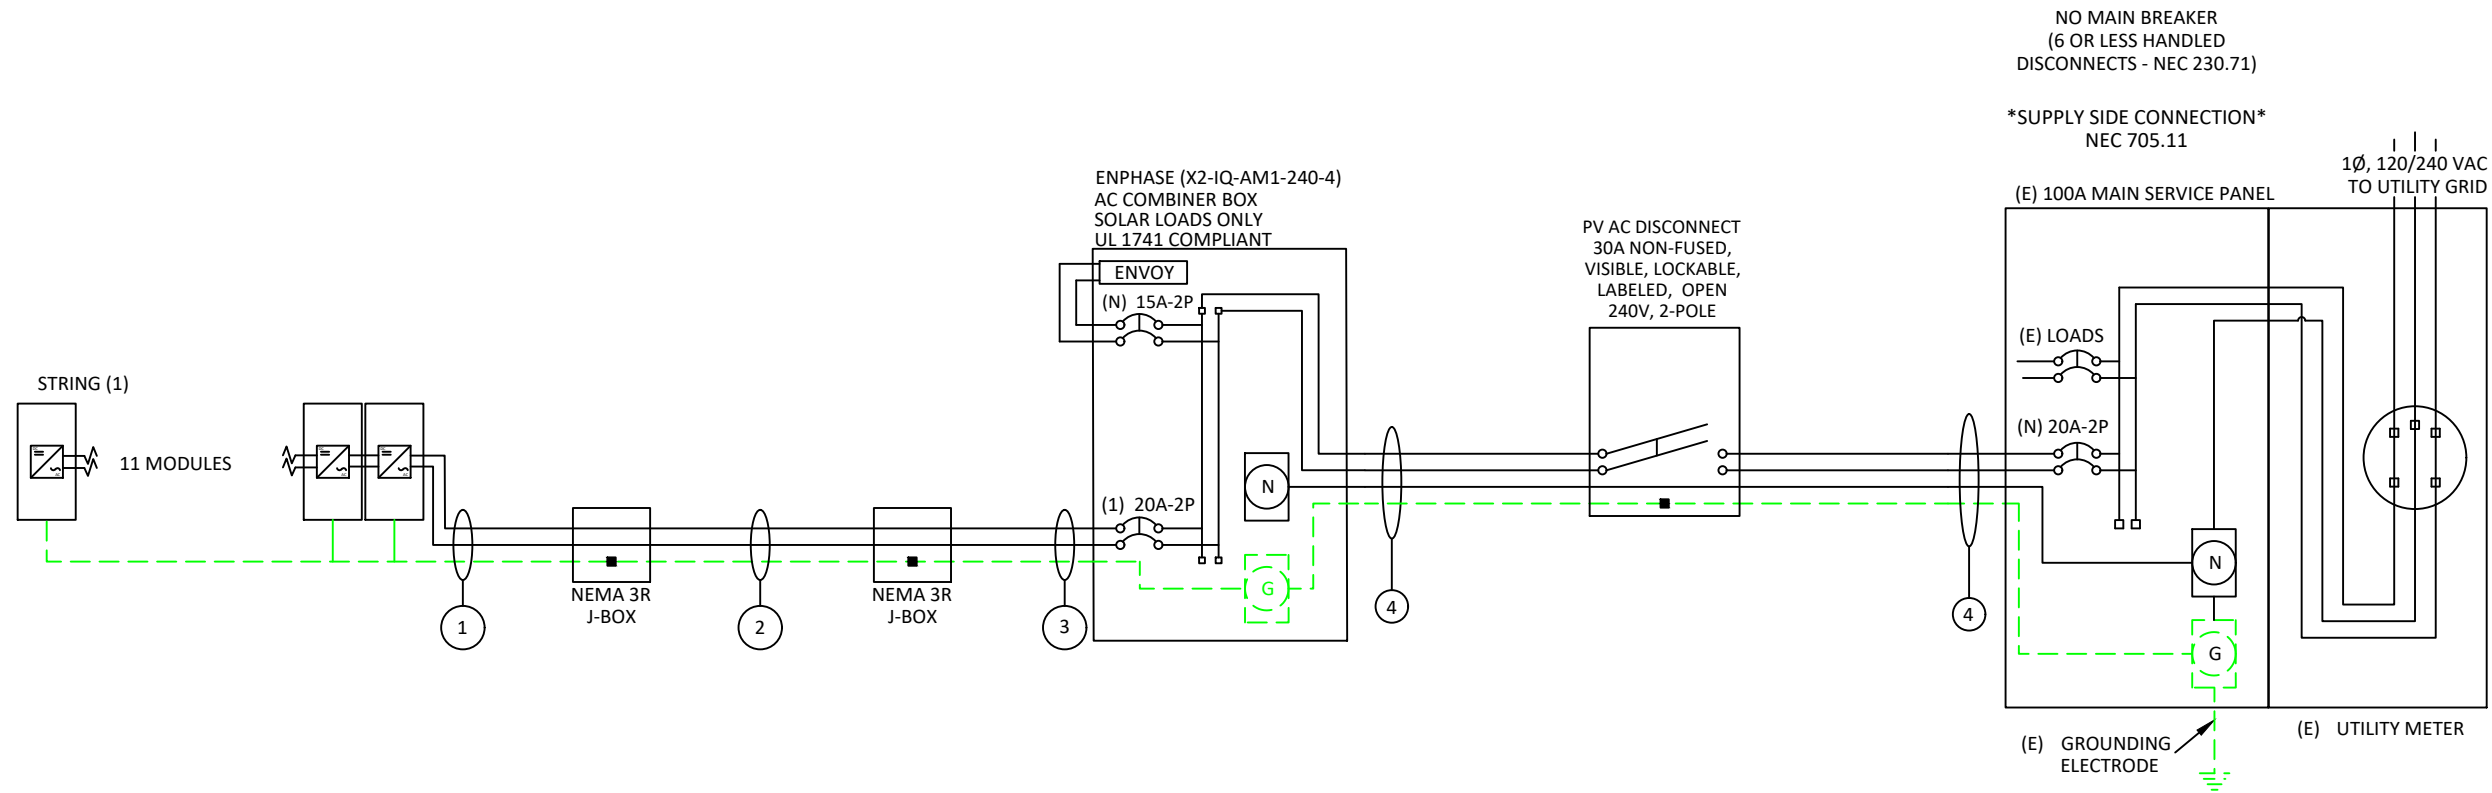 NO MAIN BREAKER
(6 OR LESS HANDLED
DISCONNECTS - NEC 230.71)
*SUPPLY SIDE CONNECTION*
NEC 705.11
1Ø, 120/240 VAC
TO UTILITY GRID
(E) 100A MAIN SERVICE PANEL
ENPHASE (X2-IQ-AM1-240-4)
AC COMBINER BOX
SOLAR LOADS ONLY
UL 1741 COMPLIANT
ENVOY
(N) 15A-2P
PV AC DISCONNECT
30A NON-FUSED,
VISIBLE, LOCKABLE,
LABELED, OPEN
240V, 2-POLE
(E) LOADS
(N) 20A-2P
STRING (1)
11 MODULES
N
(1) 20A-2P
G
NEMA 3R
J-BOX
NEMA 3R
J-BOX
1
2
3
4
4
N
G
(E) GROUNDING
ELECTRODE
(E) UTILITY METER